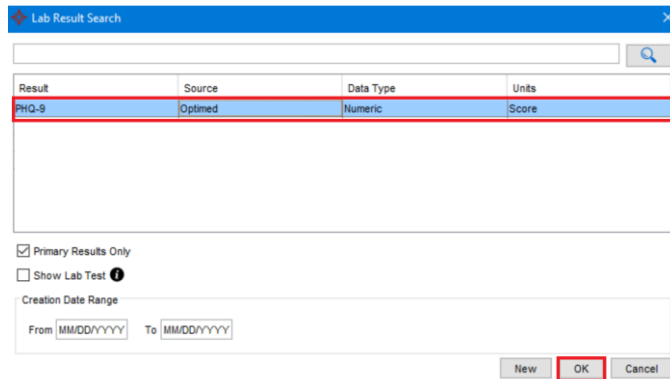 Lab Result Search
Result Source Data Type Units
PHQ-9 Optimed Numeric Score
Primary Results Only
Show Lab Test
Creation Date Range
From MM/DD/YYYY To MM/DD/YYYY
New OK Cancel